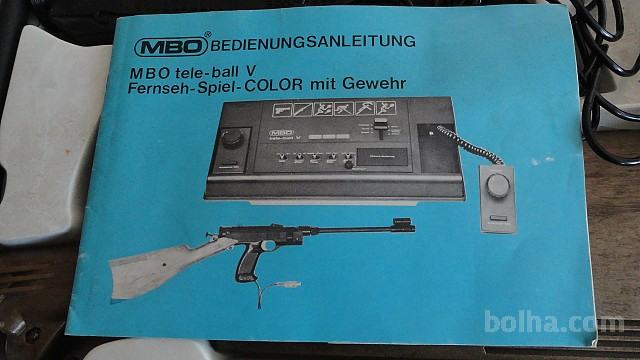 MBO® BEDIENUNGSANLEITUNG
MBO tele-ball V
Fernseh-Spiel-COLOR mit Gewehr
MBO
tele-ball V
bolha.com